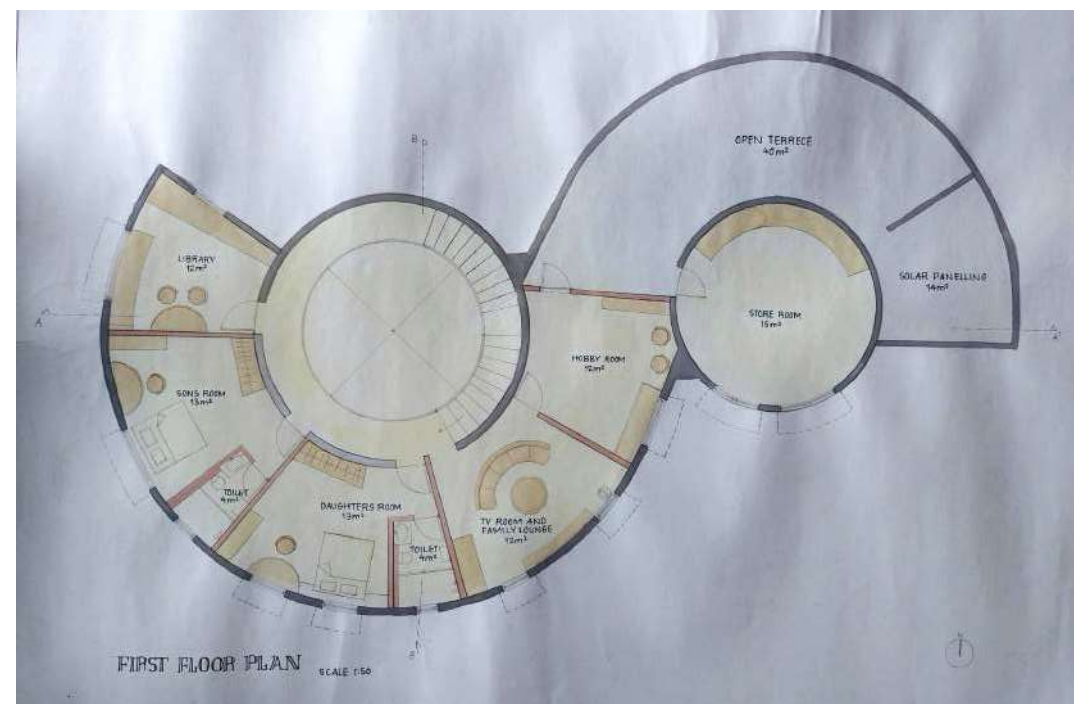 OPEN TERRECE
40m²
B
LIBRARY
12m²
SOLAR PANELLING
14m²
A
STORE ROOM
15m²
A'
HOBBY ROOM
12m²
SONS ROOM
13m²
TOILET
4m²
DAUGHTERS ROOM
13m²
TV ROOM AND
FAMILY LOUNGE
12m²
TOILET
4m²
FIRST FLOOR PLAN
SCALE 1:50